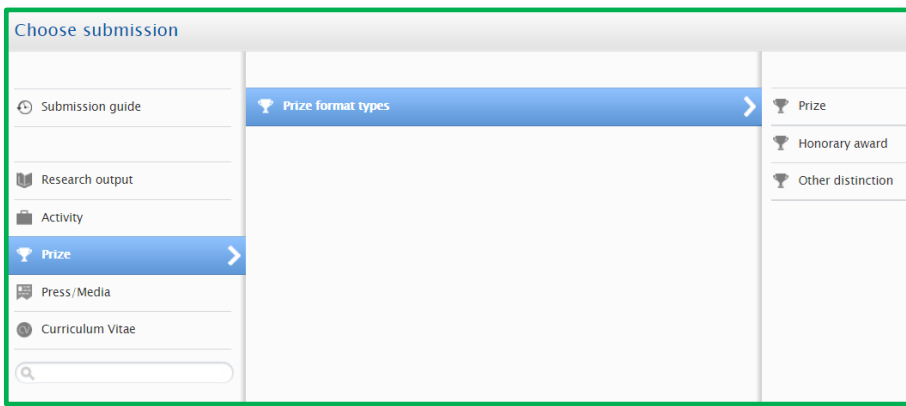 Choose submission
Submission guide
Research output
Activity
Prize
Press/Media
CV Curriculum Vitae
Prize format types
Prize
Honorary award
Other distinction